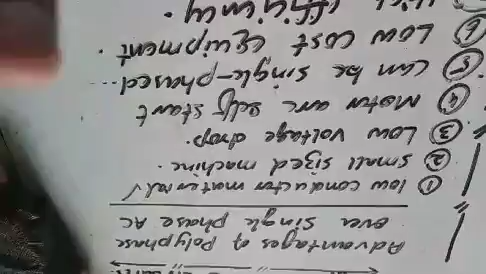 Advantages of Polyphase
over Single phase AC
① low conductor material
② Small sized machine.
③ Low voltage drop.
④ Motor are self start
⑤ Can be Single-phased...
⑥ Low cost equipment.
efficiency.